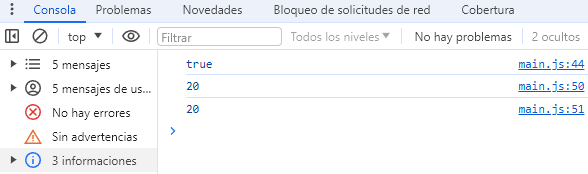 Consola Problemas Novedades Bloqueo de solicitudes de red Cobertura
top Filtrar Todos los niveles No hay problemas 2 ocultos
5 mensajes
5 mensajes de us...
No hay errores
Sin advertencias
3 informaciones
true main.js:44
20 main.js:50
20 main.js:51
>